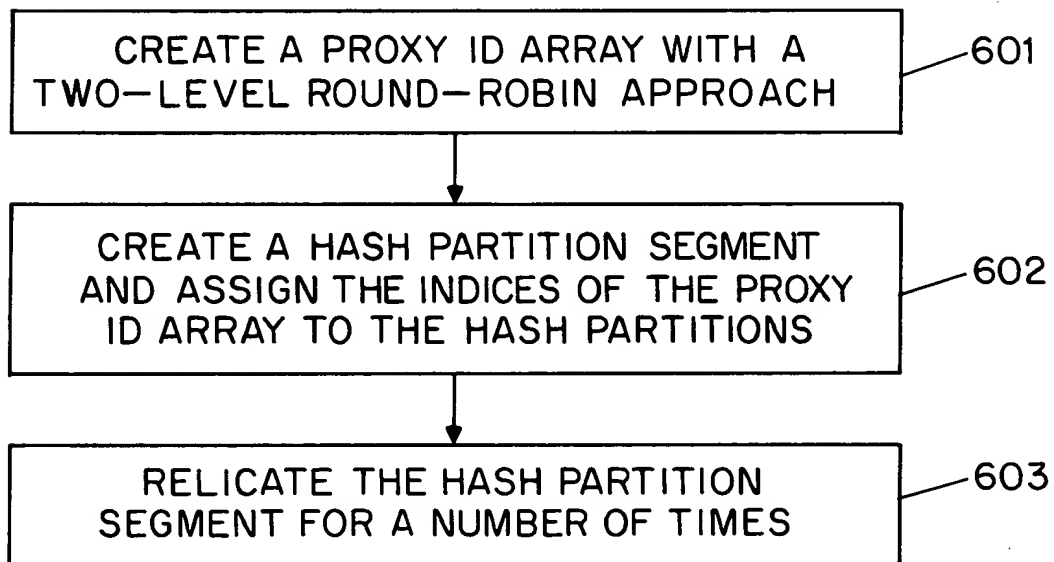 CREATE A PROXY ID ARRAY WITH A
TWO-LEVEL ROUND-ROBIN APPROACH
601
CREATE A HASH PARTITION SEGMENT
AND ASSIGN THE INDICES OF THE PROXY
ID ARRAY TO THE HASH PARTITIONS
602
RELICATE THE HASH PARTITION
SEGMENT FOR A NUMBER OF TIMES
603